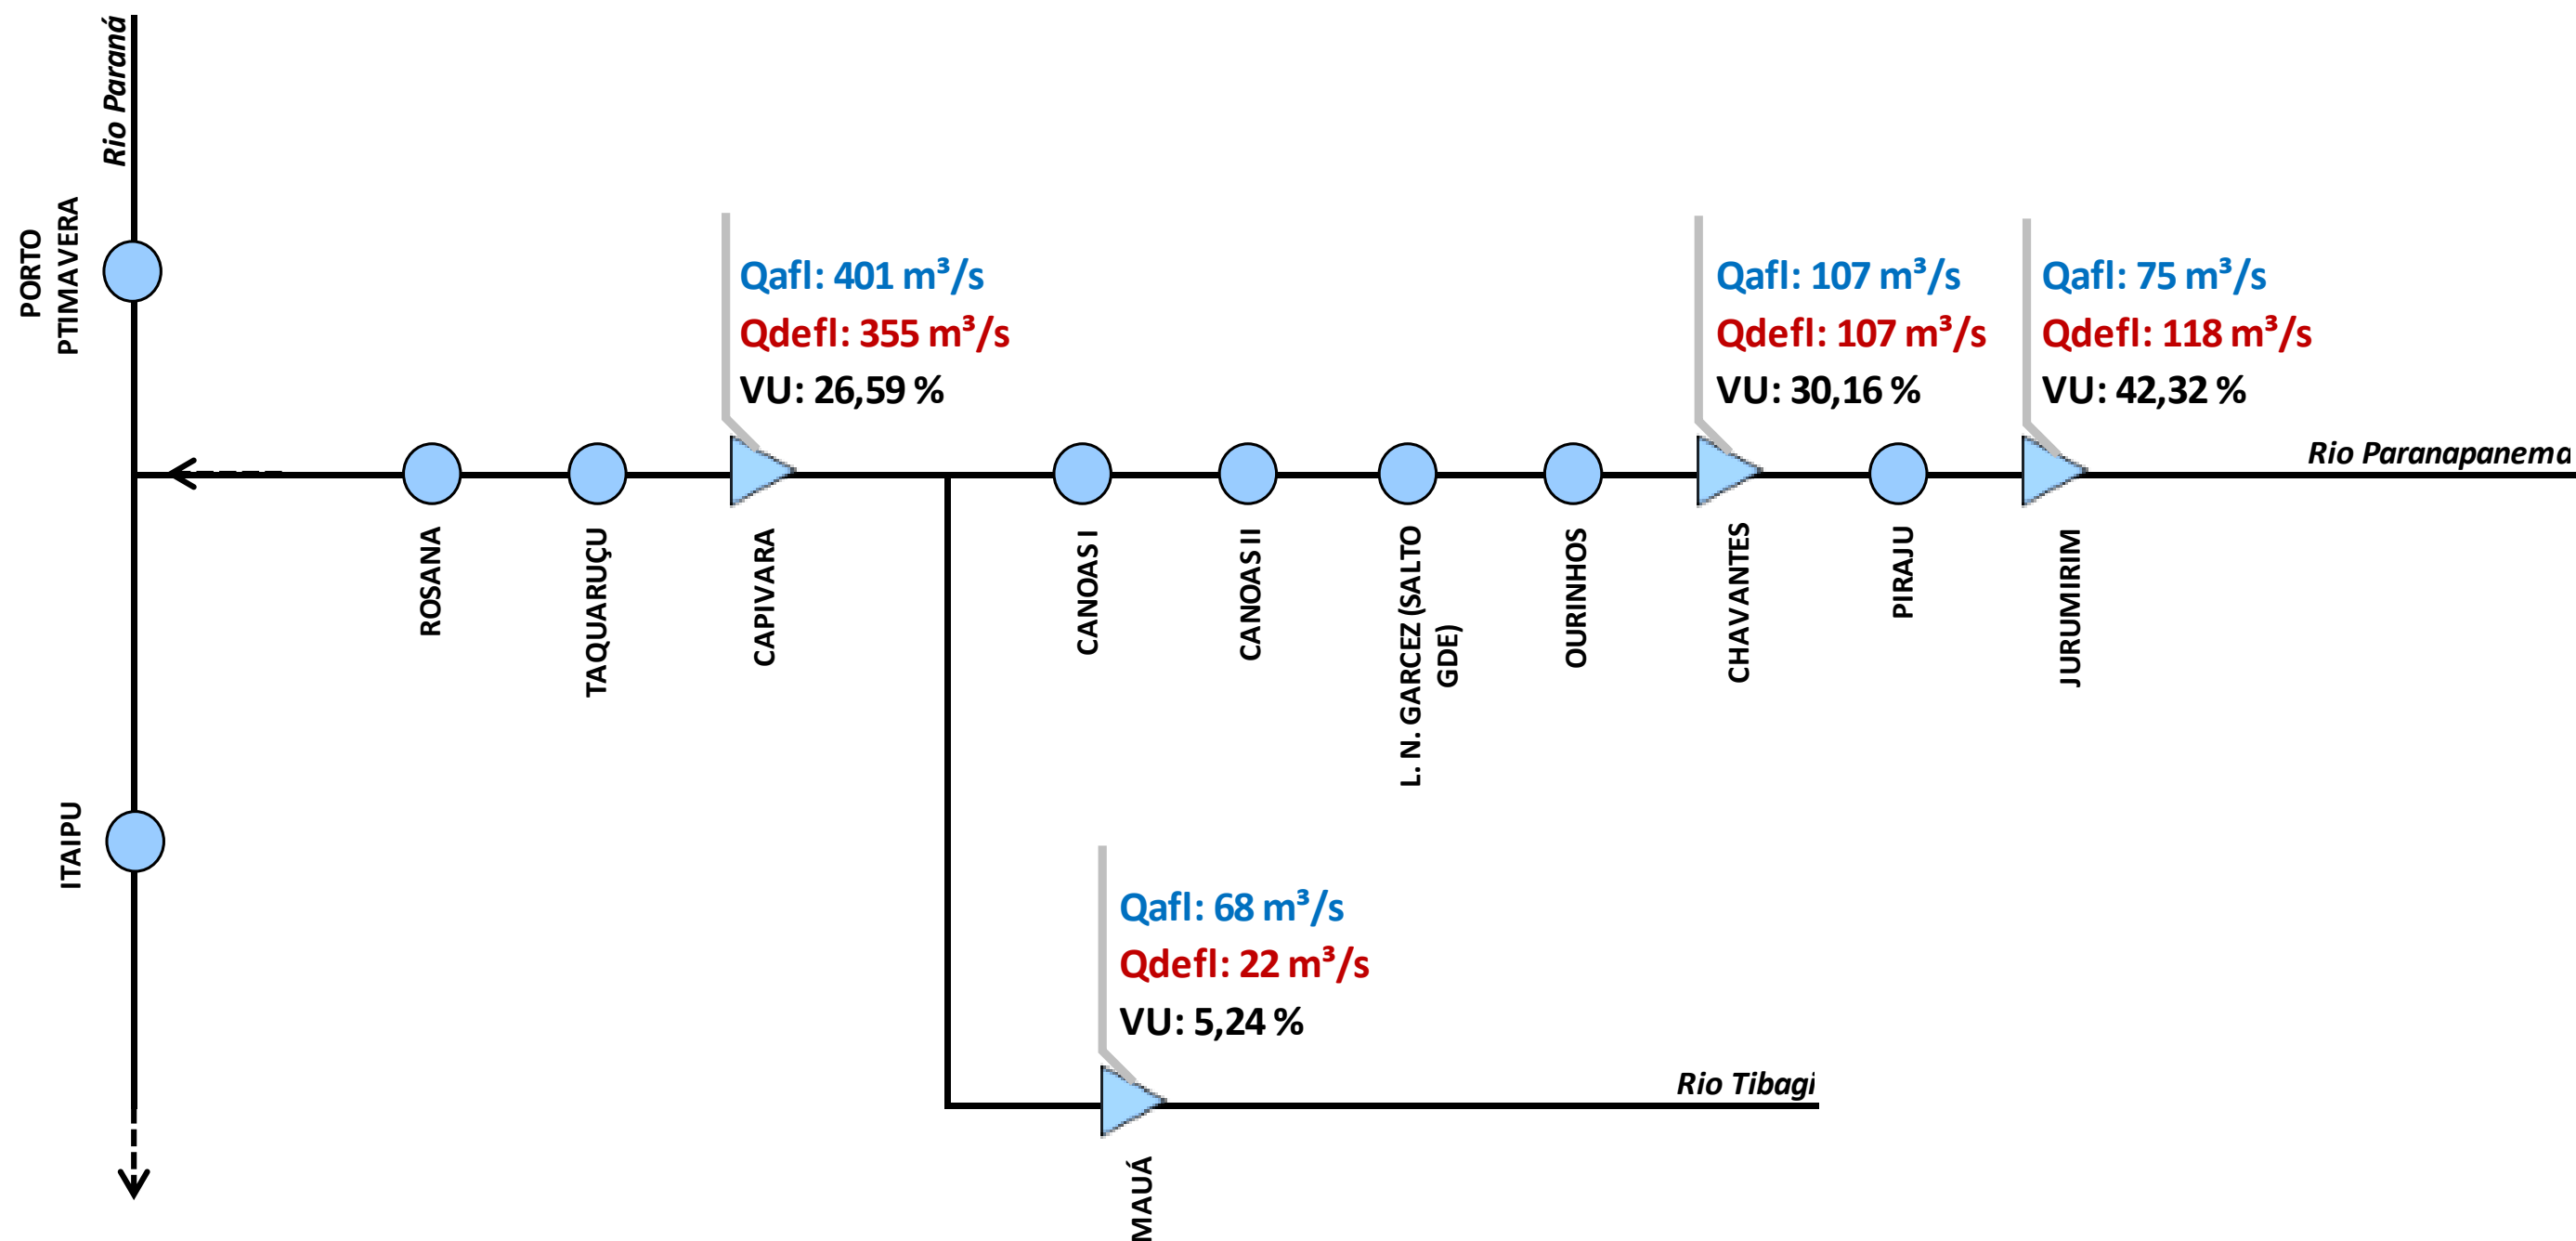 Rio Paraná
PORTO
PTIMAVERA
Qafl: 401 m³/s
Qdefl: 355 m³/s
VU: 26,59 %
Qafl: 107 m³/s
Qdefl: 107 m³/s
VU: 30,16 %
Qafl: 75 m³/s
Qdefl: 118 m³/s
VU: 42,32 %
Rio Paranapanema
ROSANA
TAQUARUÇU
CAPIVARA
CANOAS I
CANOAS II
L. N. GARCEZ (SALTO
GDE)
OURINHOS
CHAVANTES
PIRAJU
JURUMIRIM
ITAIPU
Qafl: 68 m³/s
Qdefl: 22 m³/s
VU: 5,24 %
Rio Tibagi
MAUÁ